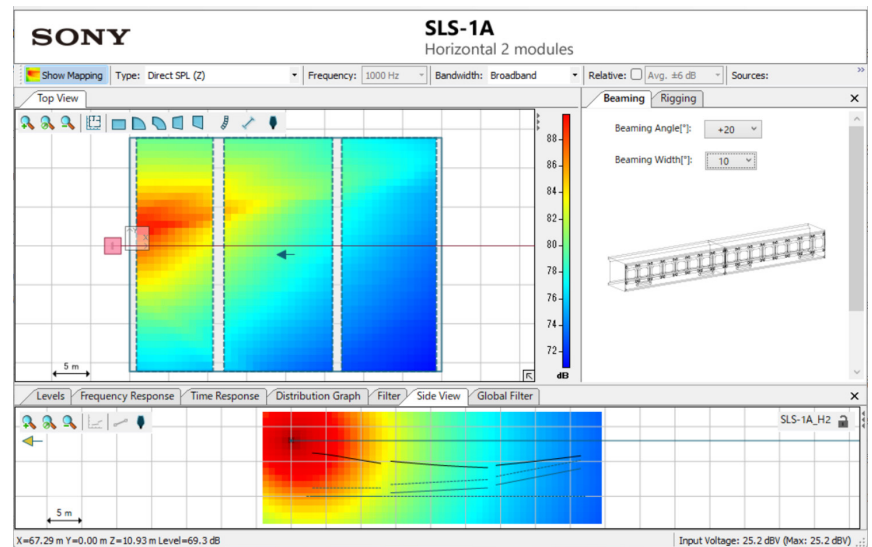 SONY
SLS-1A
Horizontal 2 modules
Show Mapping Type: Direct SPL (Z) Frequency: 1000 Hz Bandwidth: Broadband Relative: Avg. ±6 dB Sources: »
Top View
Beaming Rigging
Beaming Angle[°]: +20
Beaming Width[°]: 10
88
86
84
82
80
78
76
74
72
dB
5 m
Levels Frequency Response Time Response Distribution Graph Filter Side View Global Filter
SLS-1A_H2
5 m
X=67.29 m Y=0.00 m Z=10.93 m Level=69.3 dB
Input Voltage: 25.2 dBV (Max: 25.2 dBV)